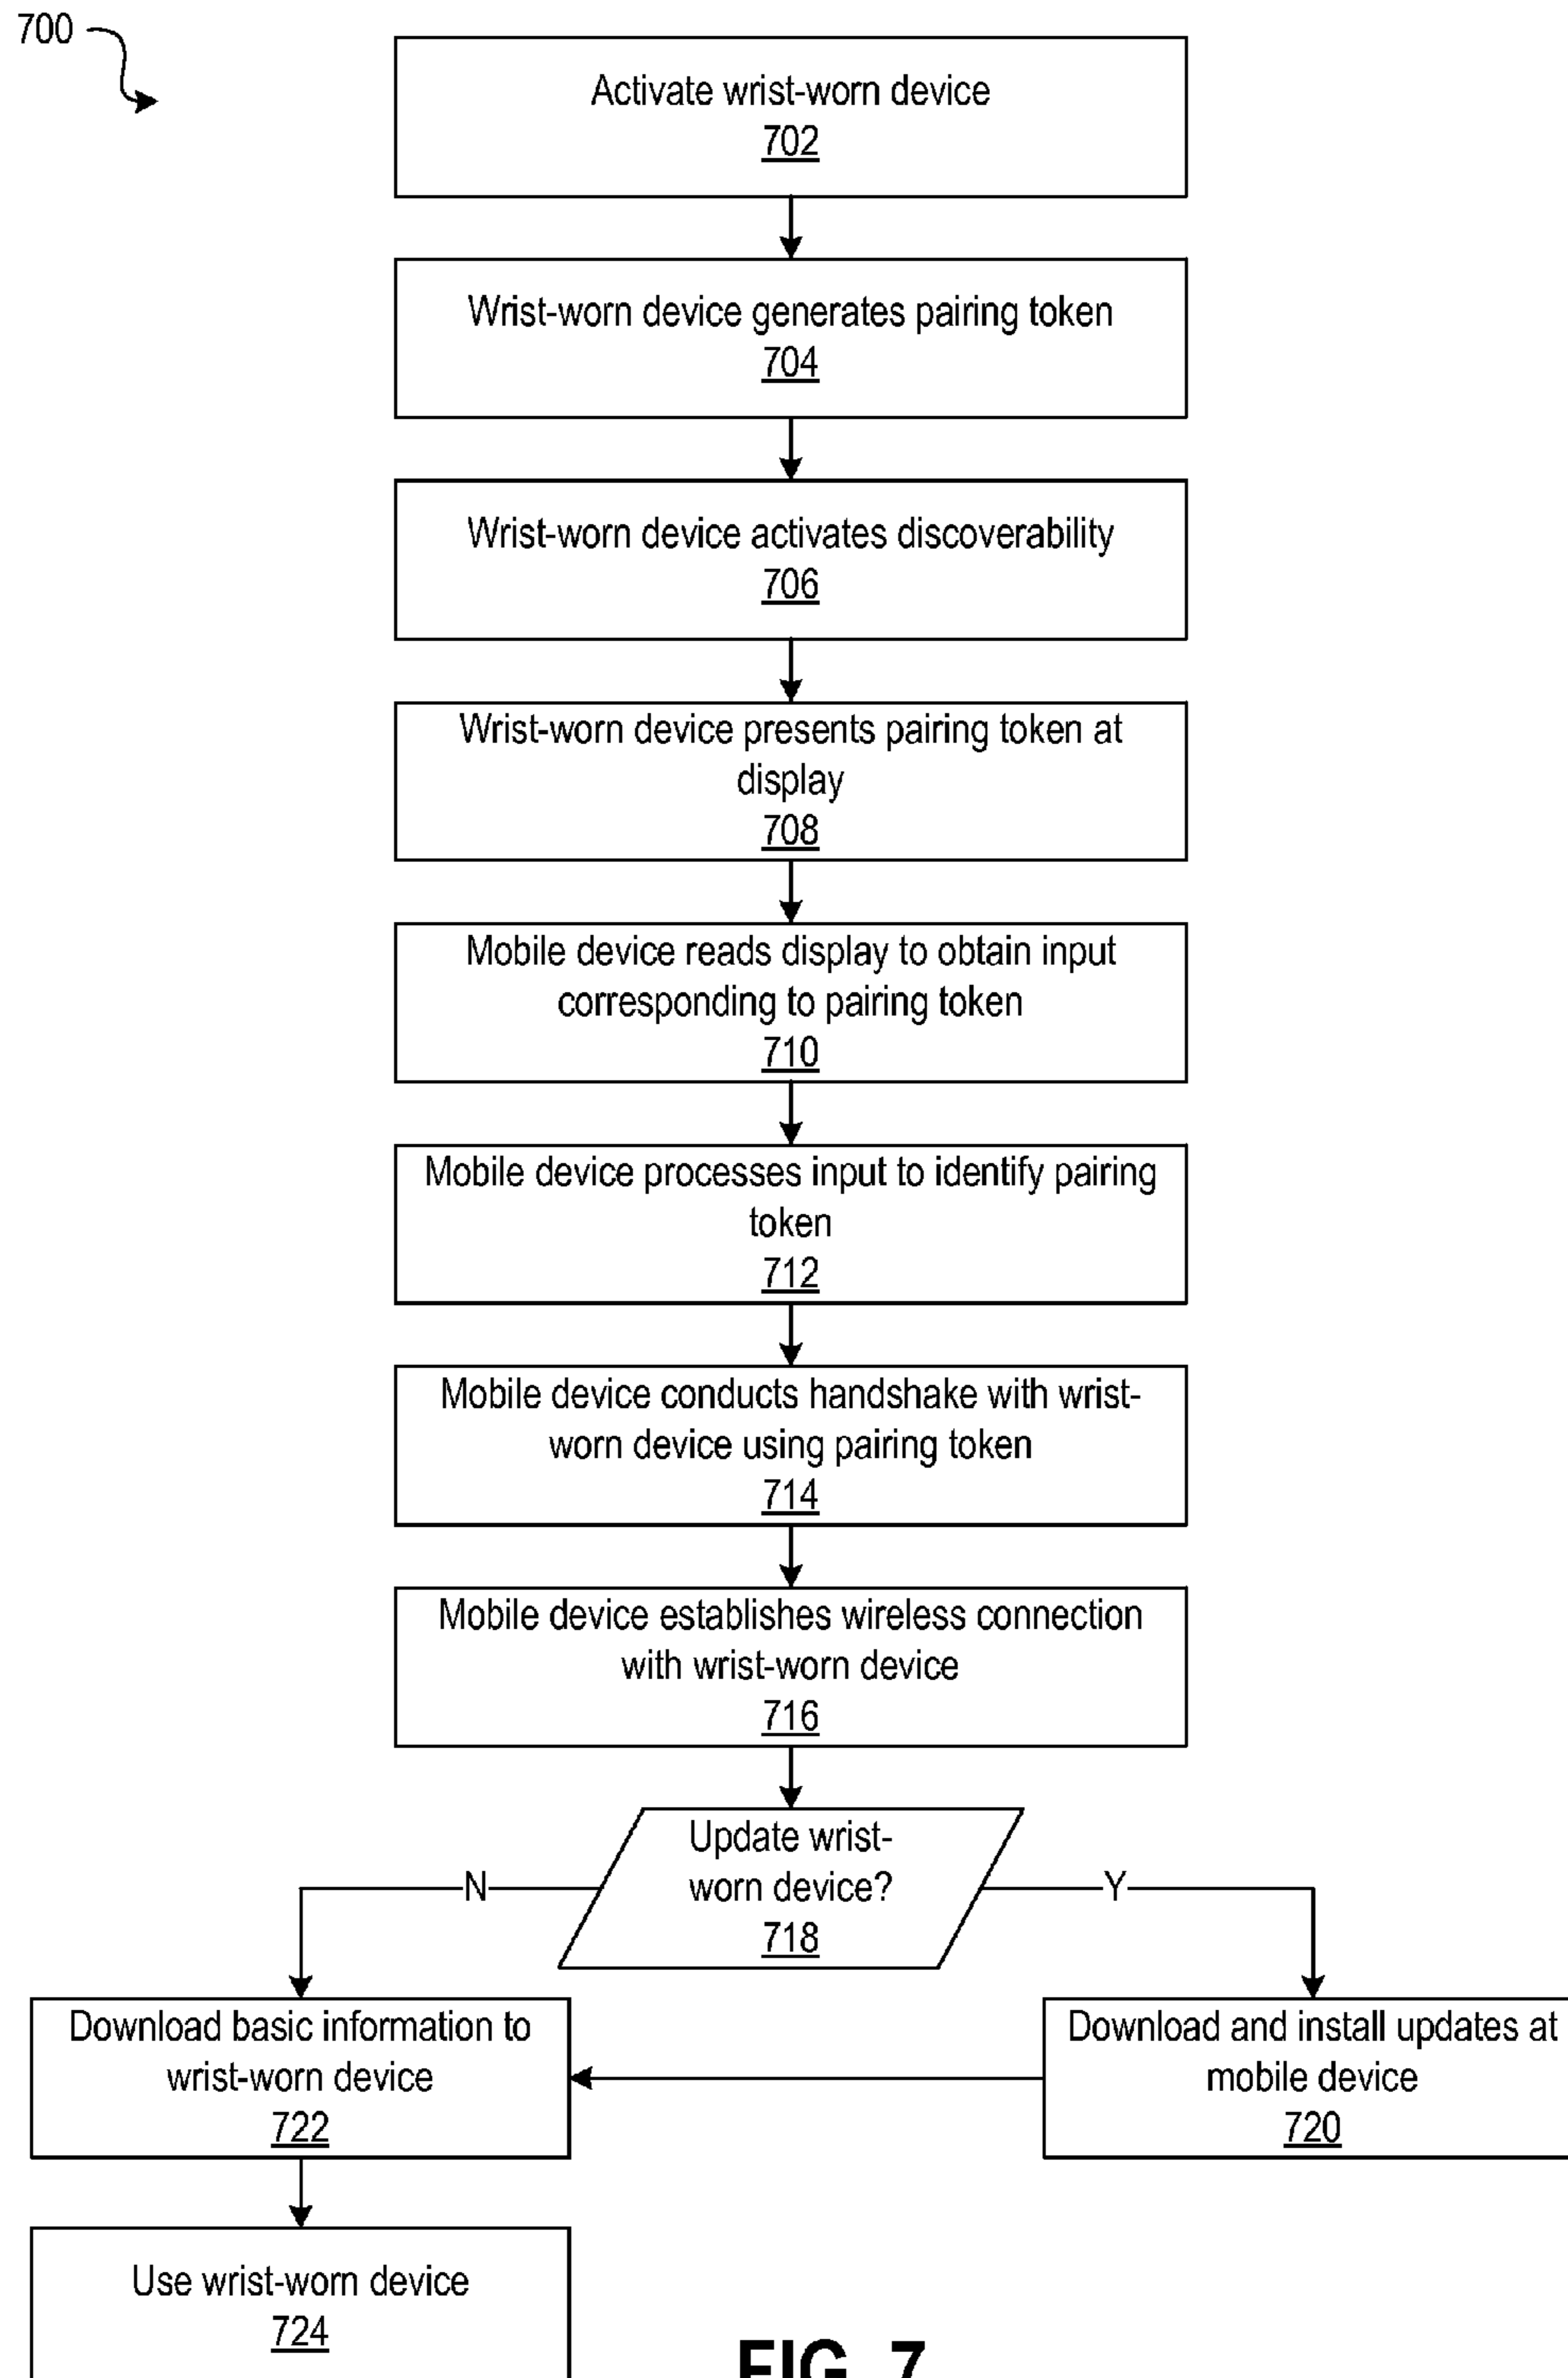 700
Activate wrist-worn device
702
Wrist-worn device generates pairing token
704
Wrist-worn device activates discoverability
706
Wrist-worn device presents pairing token at
display
708
Mobile device reads display to obtain input
corresponding to pairing token
710
Mobile device processes input to identify pairing
token
712
Mobile device conducts handshake with wrist-
worn device using pairing token
714
Mobile device establishes wireless connection
with wrist-worn device
716
Update wrist-
worn device?
718
N
Y
Download basic information to
wrist-worn device
722
Download and install updates at
mobile device
720
Use wrist-worn device
724
FIG. 7